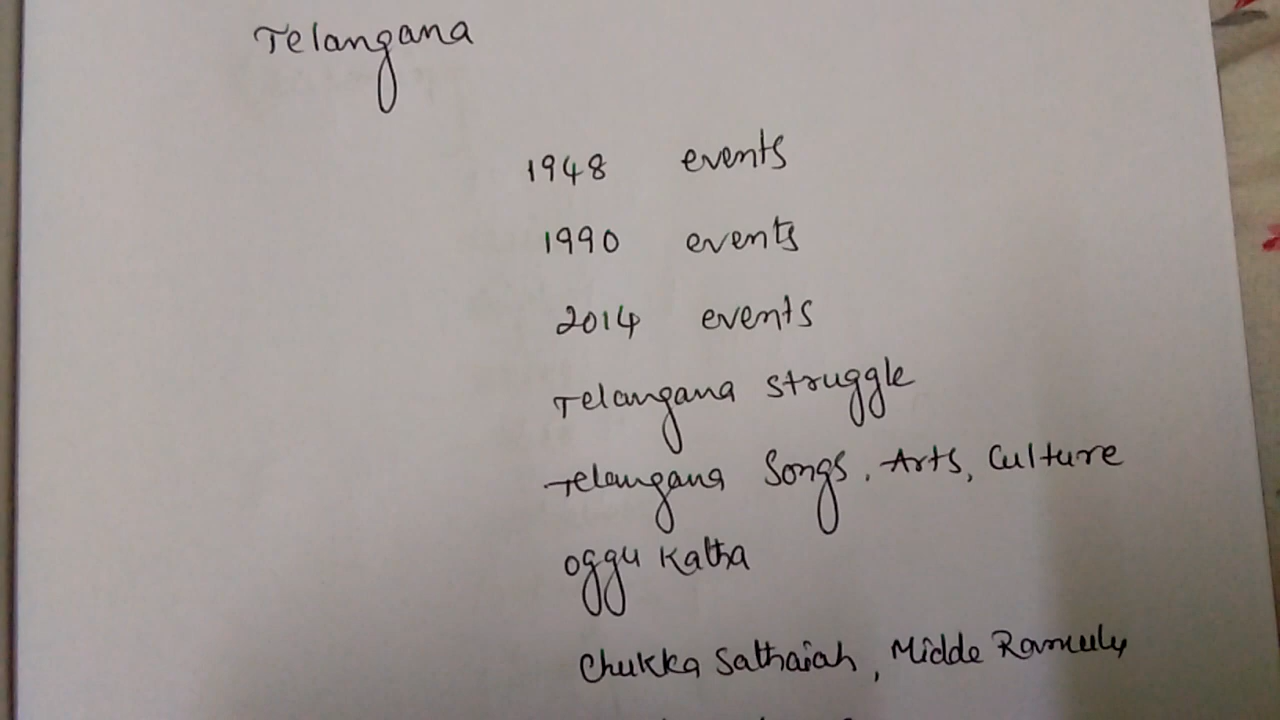 Telangana
1948 events
1990 events
2014 events
Telangana struggle
Telangana Songs, Arts, Culture
oggu Katha
Chukka Sathaiah, Midde Ramulu